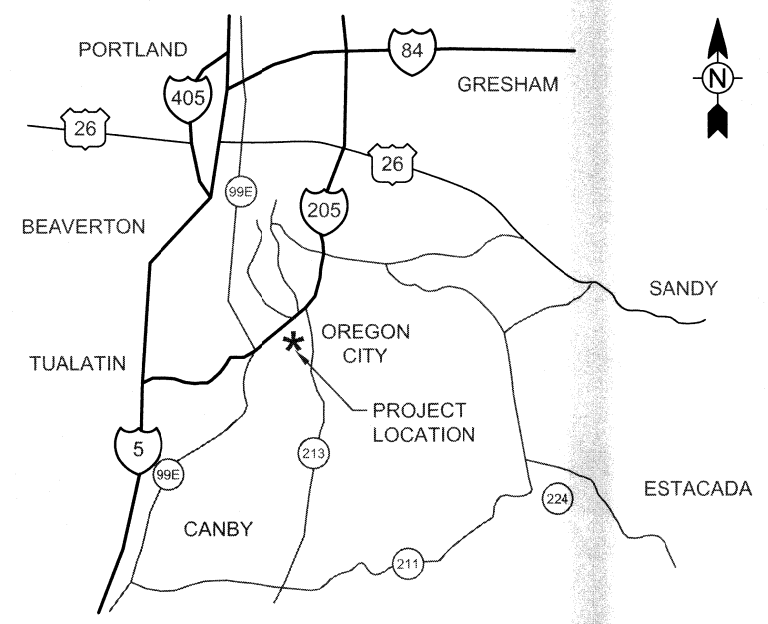 PORTLAND
84
GRESHAM
N
405
26
26
99E
205
BEAVERTON
SANDY
OREGON
CITY
TUALATIN
PROJECT
LOCATION
5
213
99E
ESTACADA
224
CANBY
211